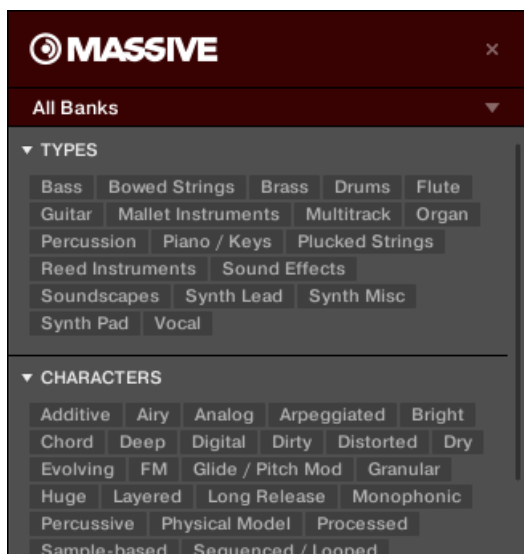 MASSIVE
All Banks
TYPES
Bass Bowed Strings Brass Drums Flute
Guitar Mallet Instruments Multitrack Organ
Percussion Piano / Keys Plucked Strings
Reed Instruments Sound Effects
Soundscapes Synth Lead Synth Misc
Synth Pad Vocal
CHARACTERS
Additive Airy Analog Arpeggiated Bright
Chord Deep Digital Dirty Distorted Dry
Evolving FM Glide / Pitch Mod Granular
Huge Layered Long Release Monophonic
Percussive Physical Model Processed
Sample-based Sequenced / Looped